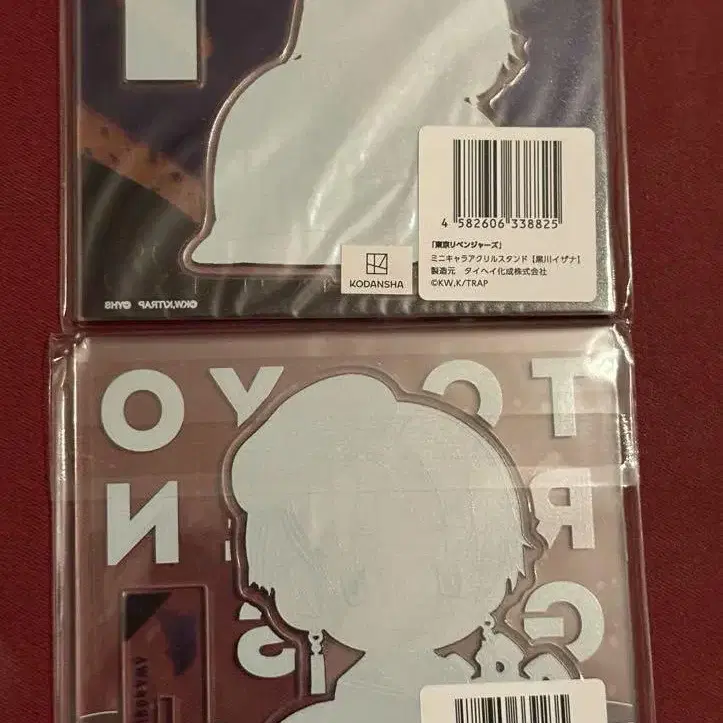 4 582606 338825
「東京リベンジャーズ」
ミニキャラアクリルスタンド【黒川イザナ】
製造元 タイヘイ化成株式会社
©KW,K/TRAP
KODANSHA
©KW,K/TRAP ©YH8
TO YO
R N
G S